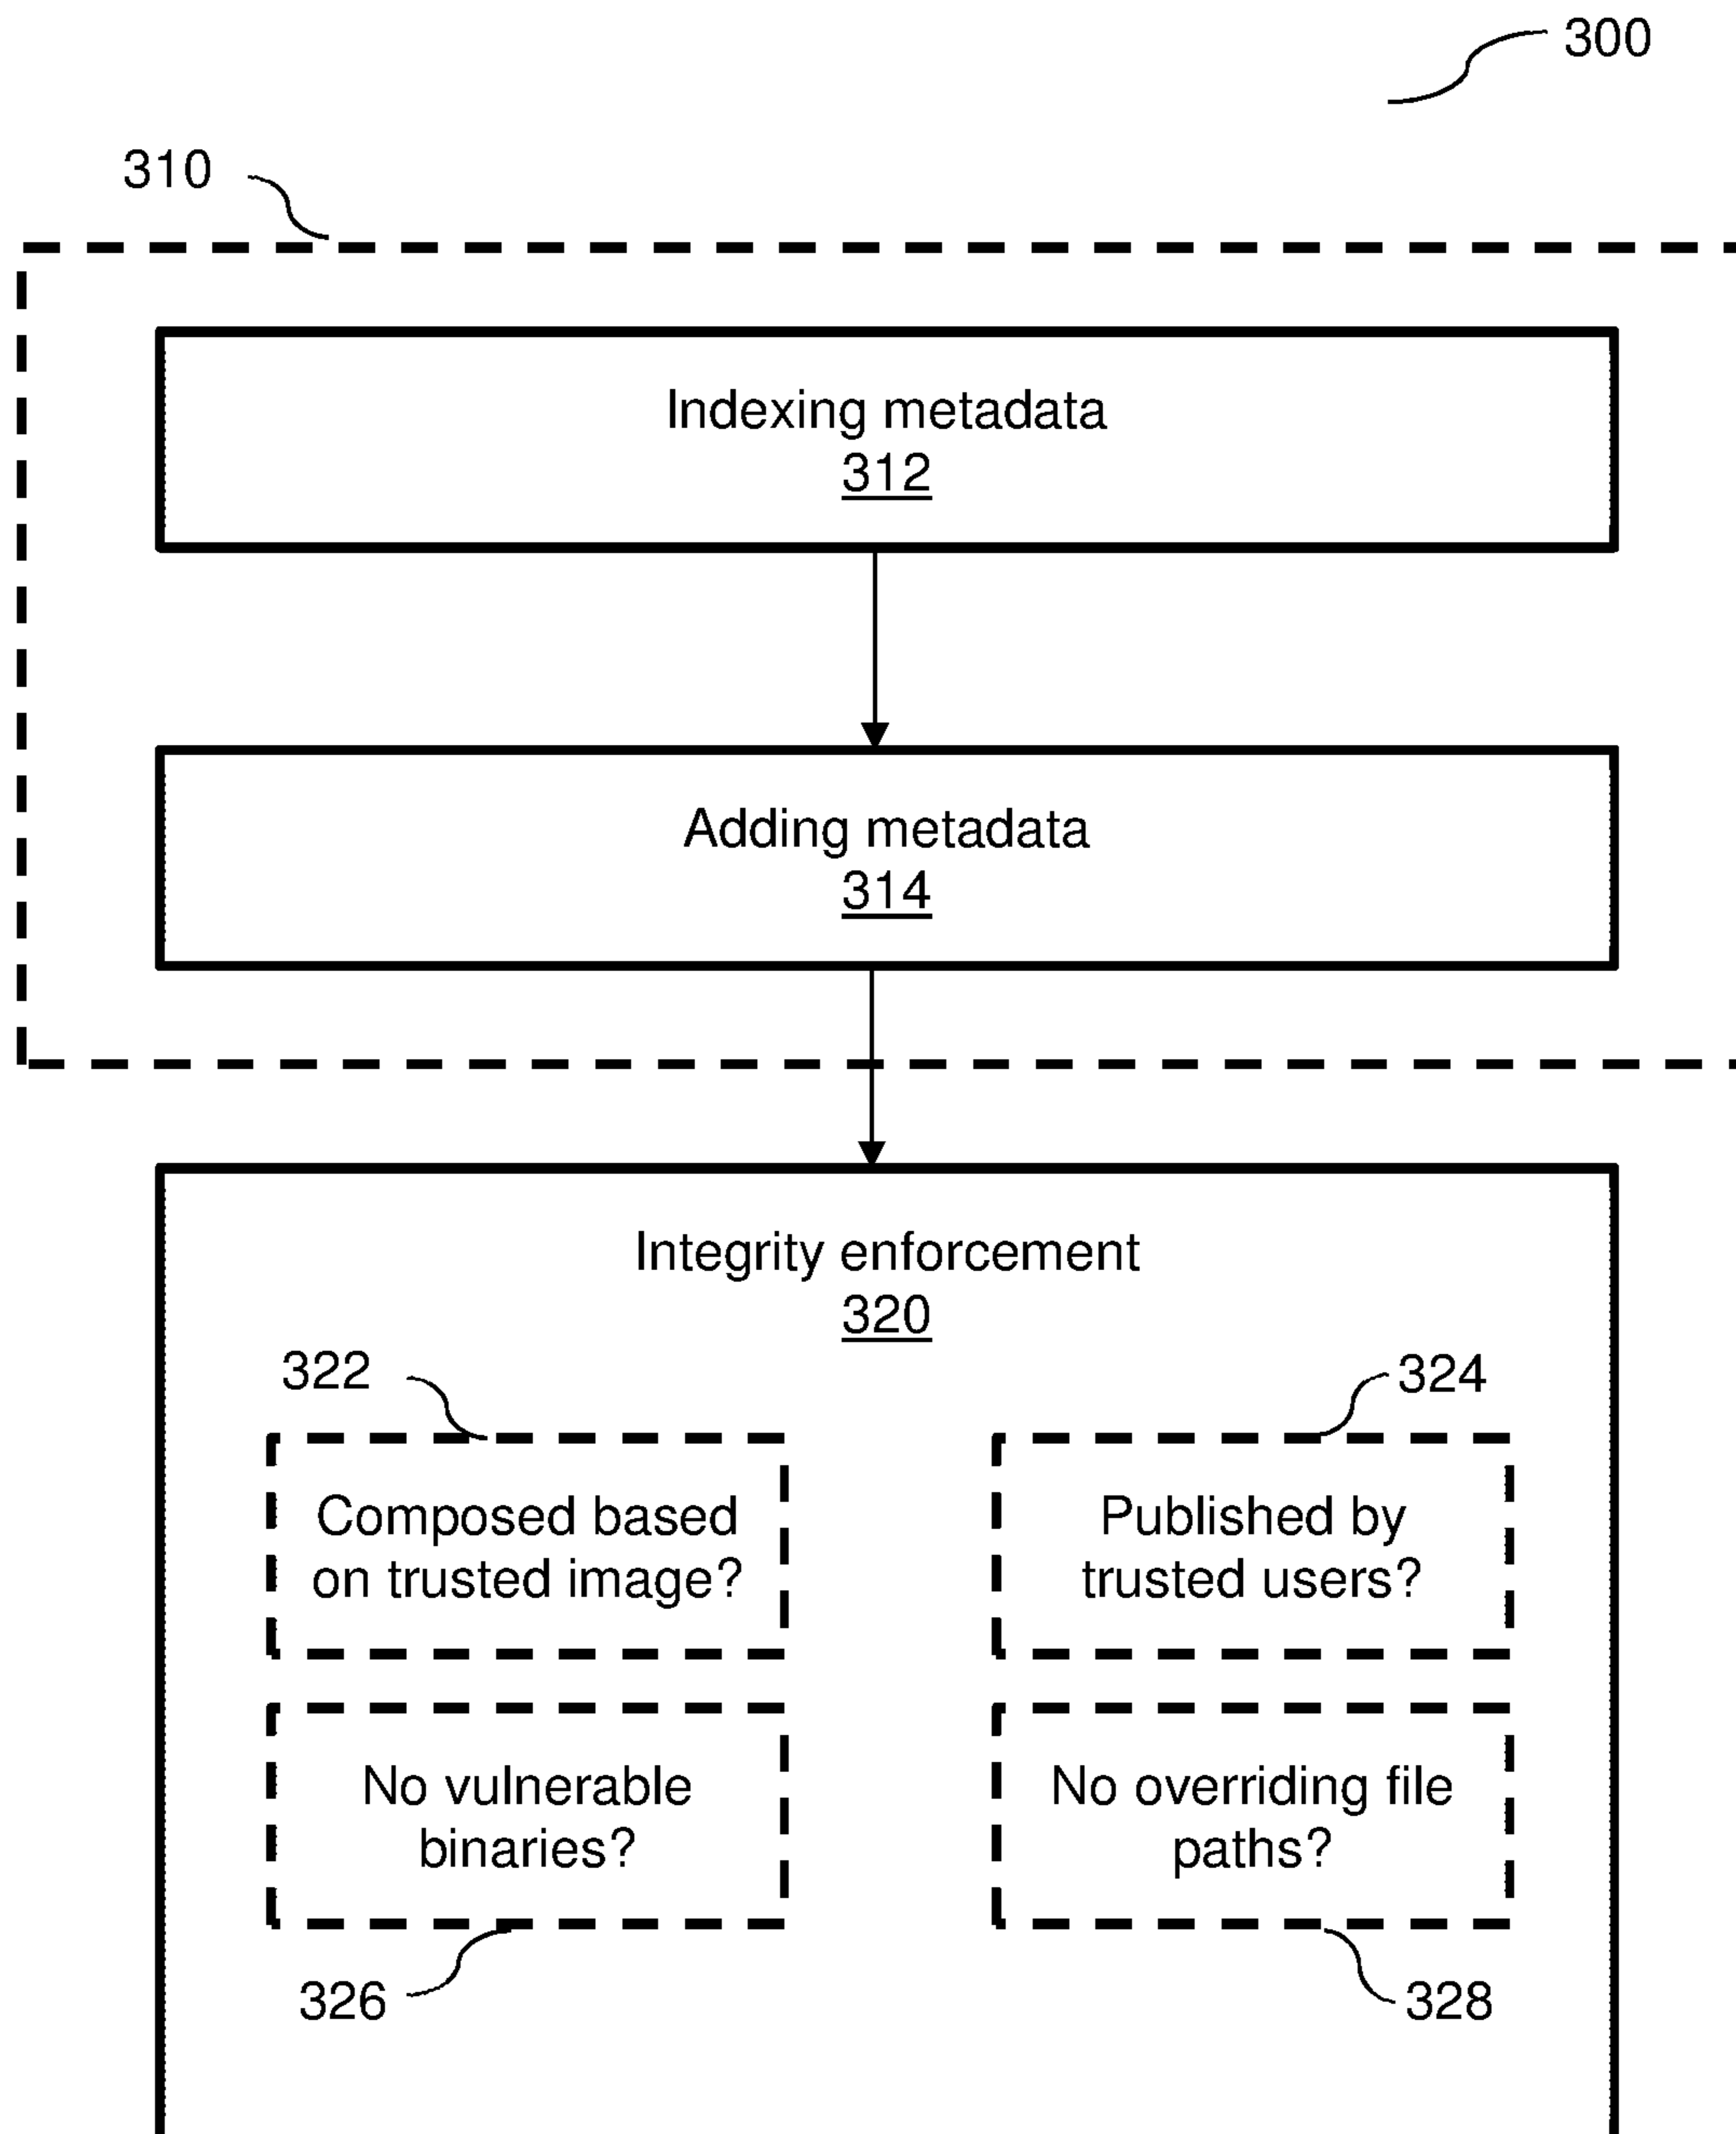 300
310
Indexing metadata
312
Adding metadata
314
Integrity enforcement
320
322
324
Composed based
on trusted image?
Published by
trusted users?
No vulnerable
binaries?
No overriding file
paths?
326
328